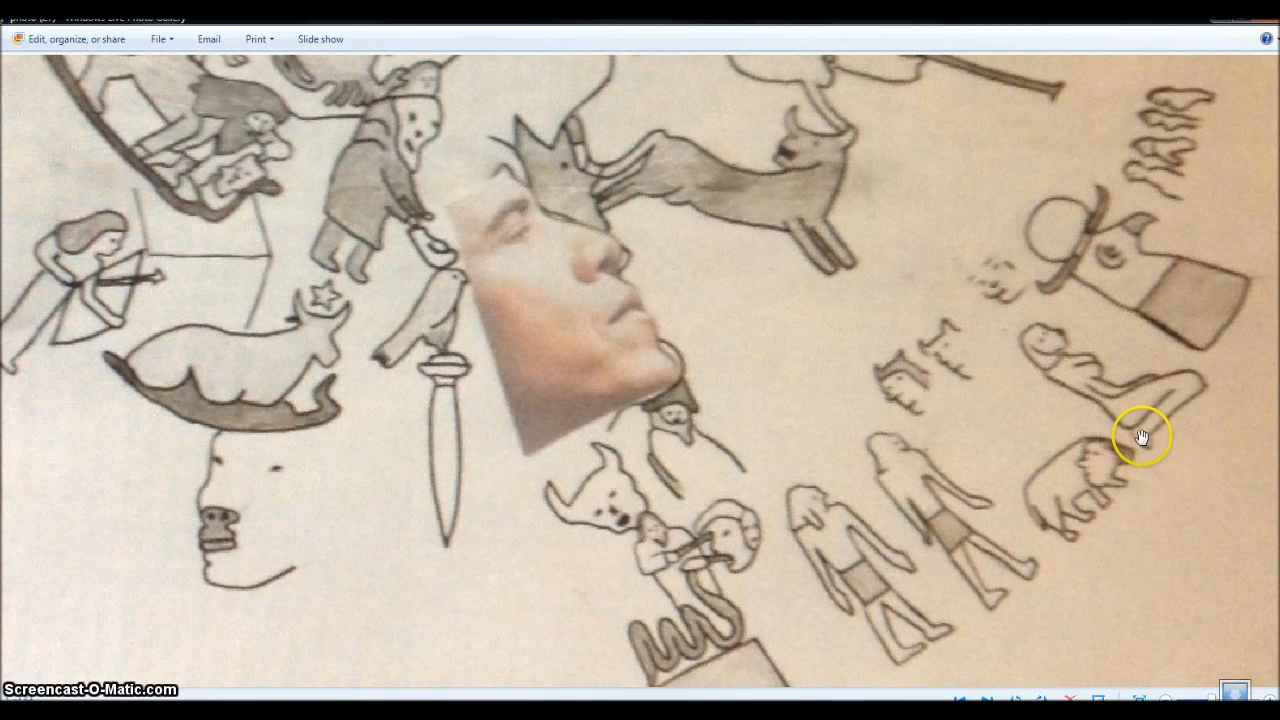 Edit, organize, or share File Email Print Slide show
Screencast-O-Matic.com